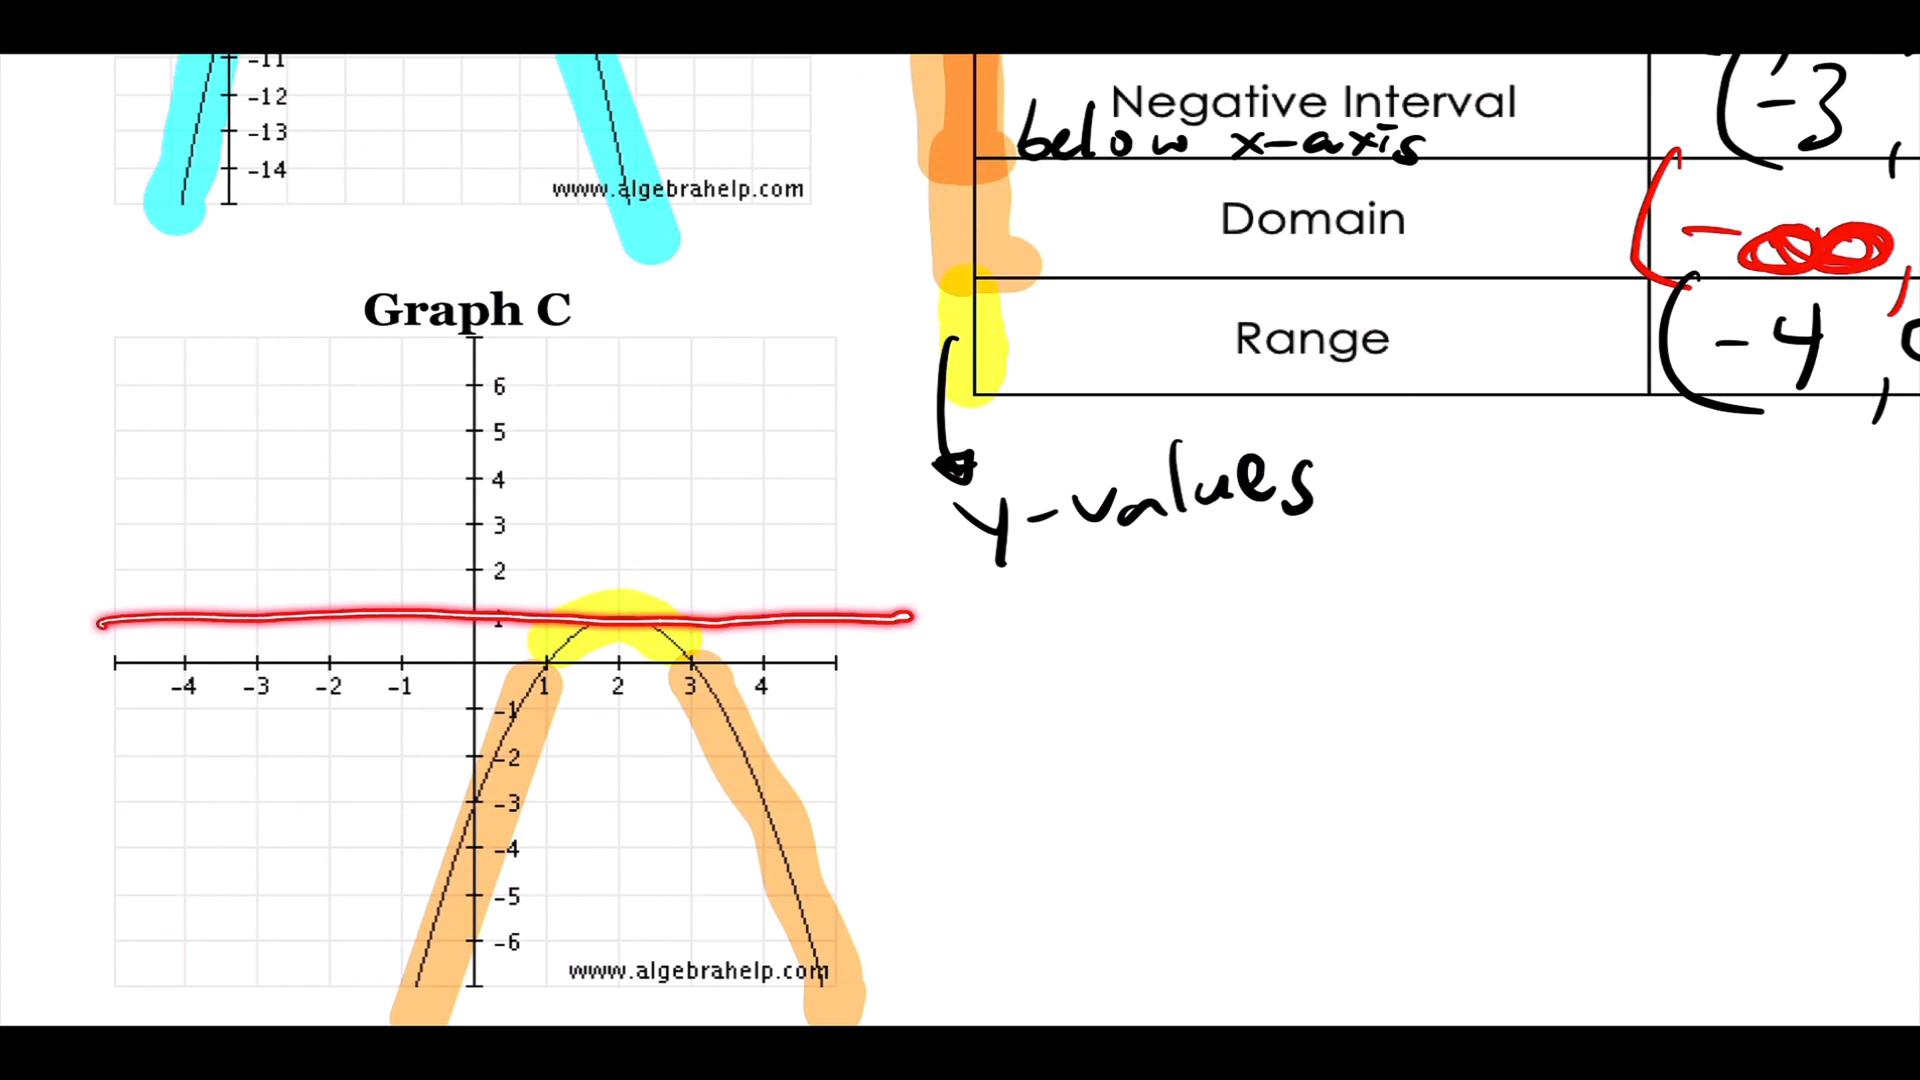 -11
-12
-13
-14
www.algebrahelp.com
Negative Interval
below x-axis
(-3,
Domain
(-∞,
Range
(-4,
y-values
Graph C
6
5
4
3
2
1
-4 -3 -2 -1 1 2 3 4
-1
-2
-3
-4
-5
-6
www.algebrahelp.com